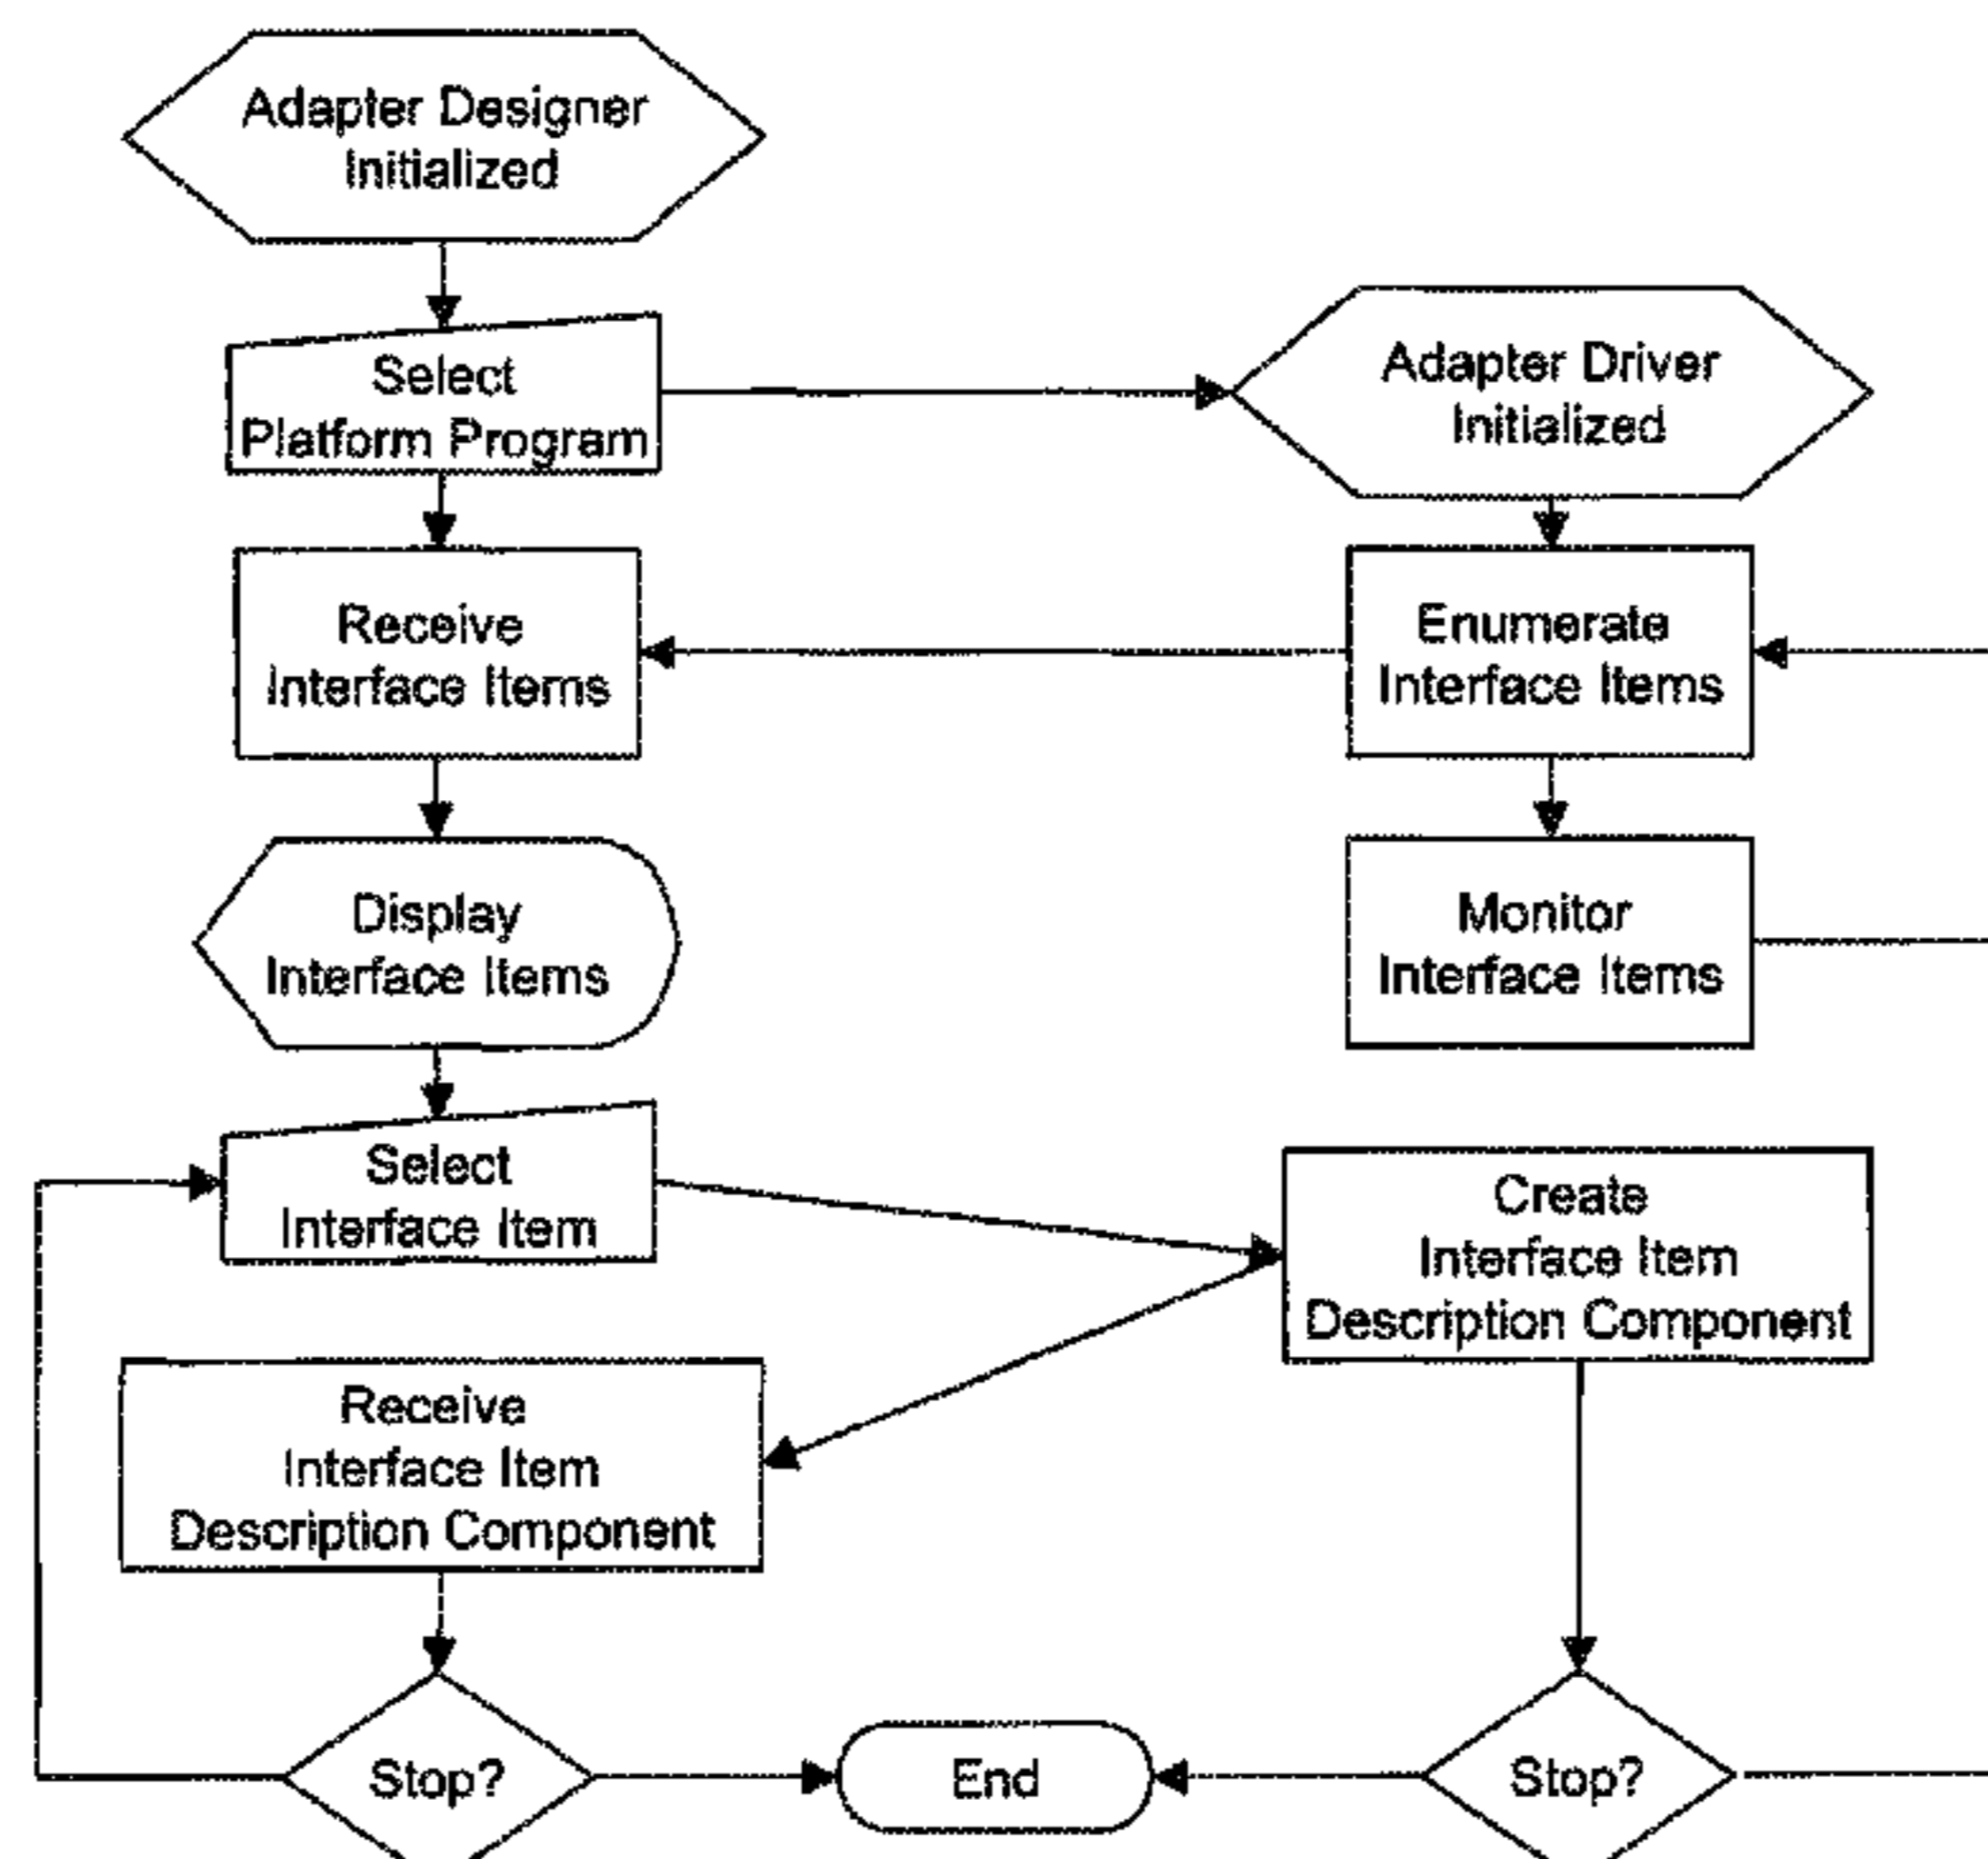 Adapter Designer
Initialized
Select
Platform Program
Adapter Driver
Initialized
Receive
Interface Items
Enumerate
Interface Items
Display
Interface Items
Monitor
Interface Items
Select
Interface Item
Create
Interface Item
Description Component
Receive
Interface Item
Description Component
Stop?
End
Stop?